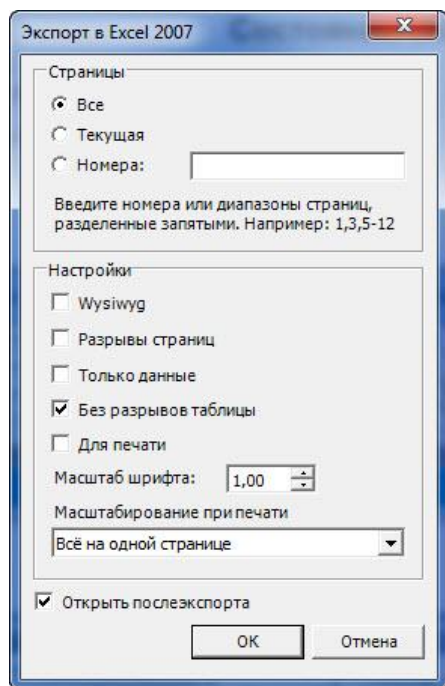 Экспорт в Excel 2007
Страницы
Все
Текущая
Номера:
Введите номера или диапазоны страниц,
разделенные запятыми. Например: 1,3,5-12
Настройки
Wysiwyg
Разрывы страниц
Только данные
Без разрывов таблицы
Для печати
Масштаб шрифта: 1,00
Масштабирование при печати
Всё на одной странице
Открыть послеэкспорта
ОК Отмена